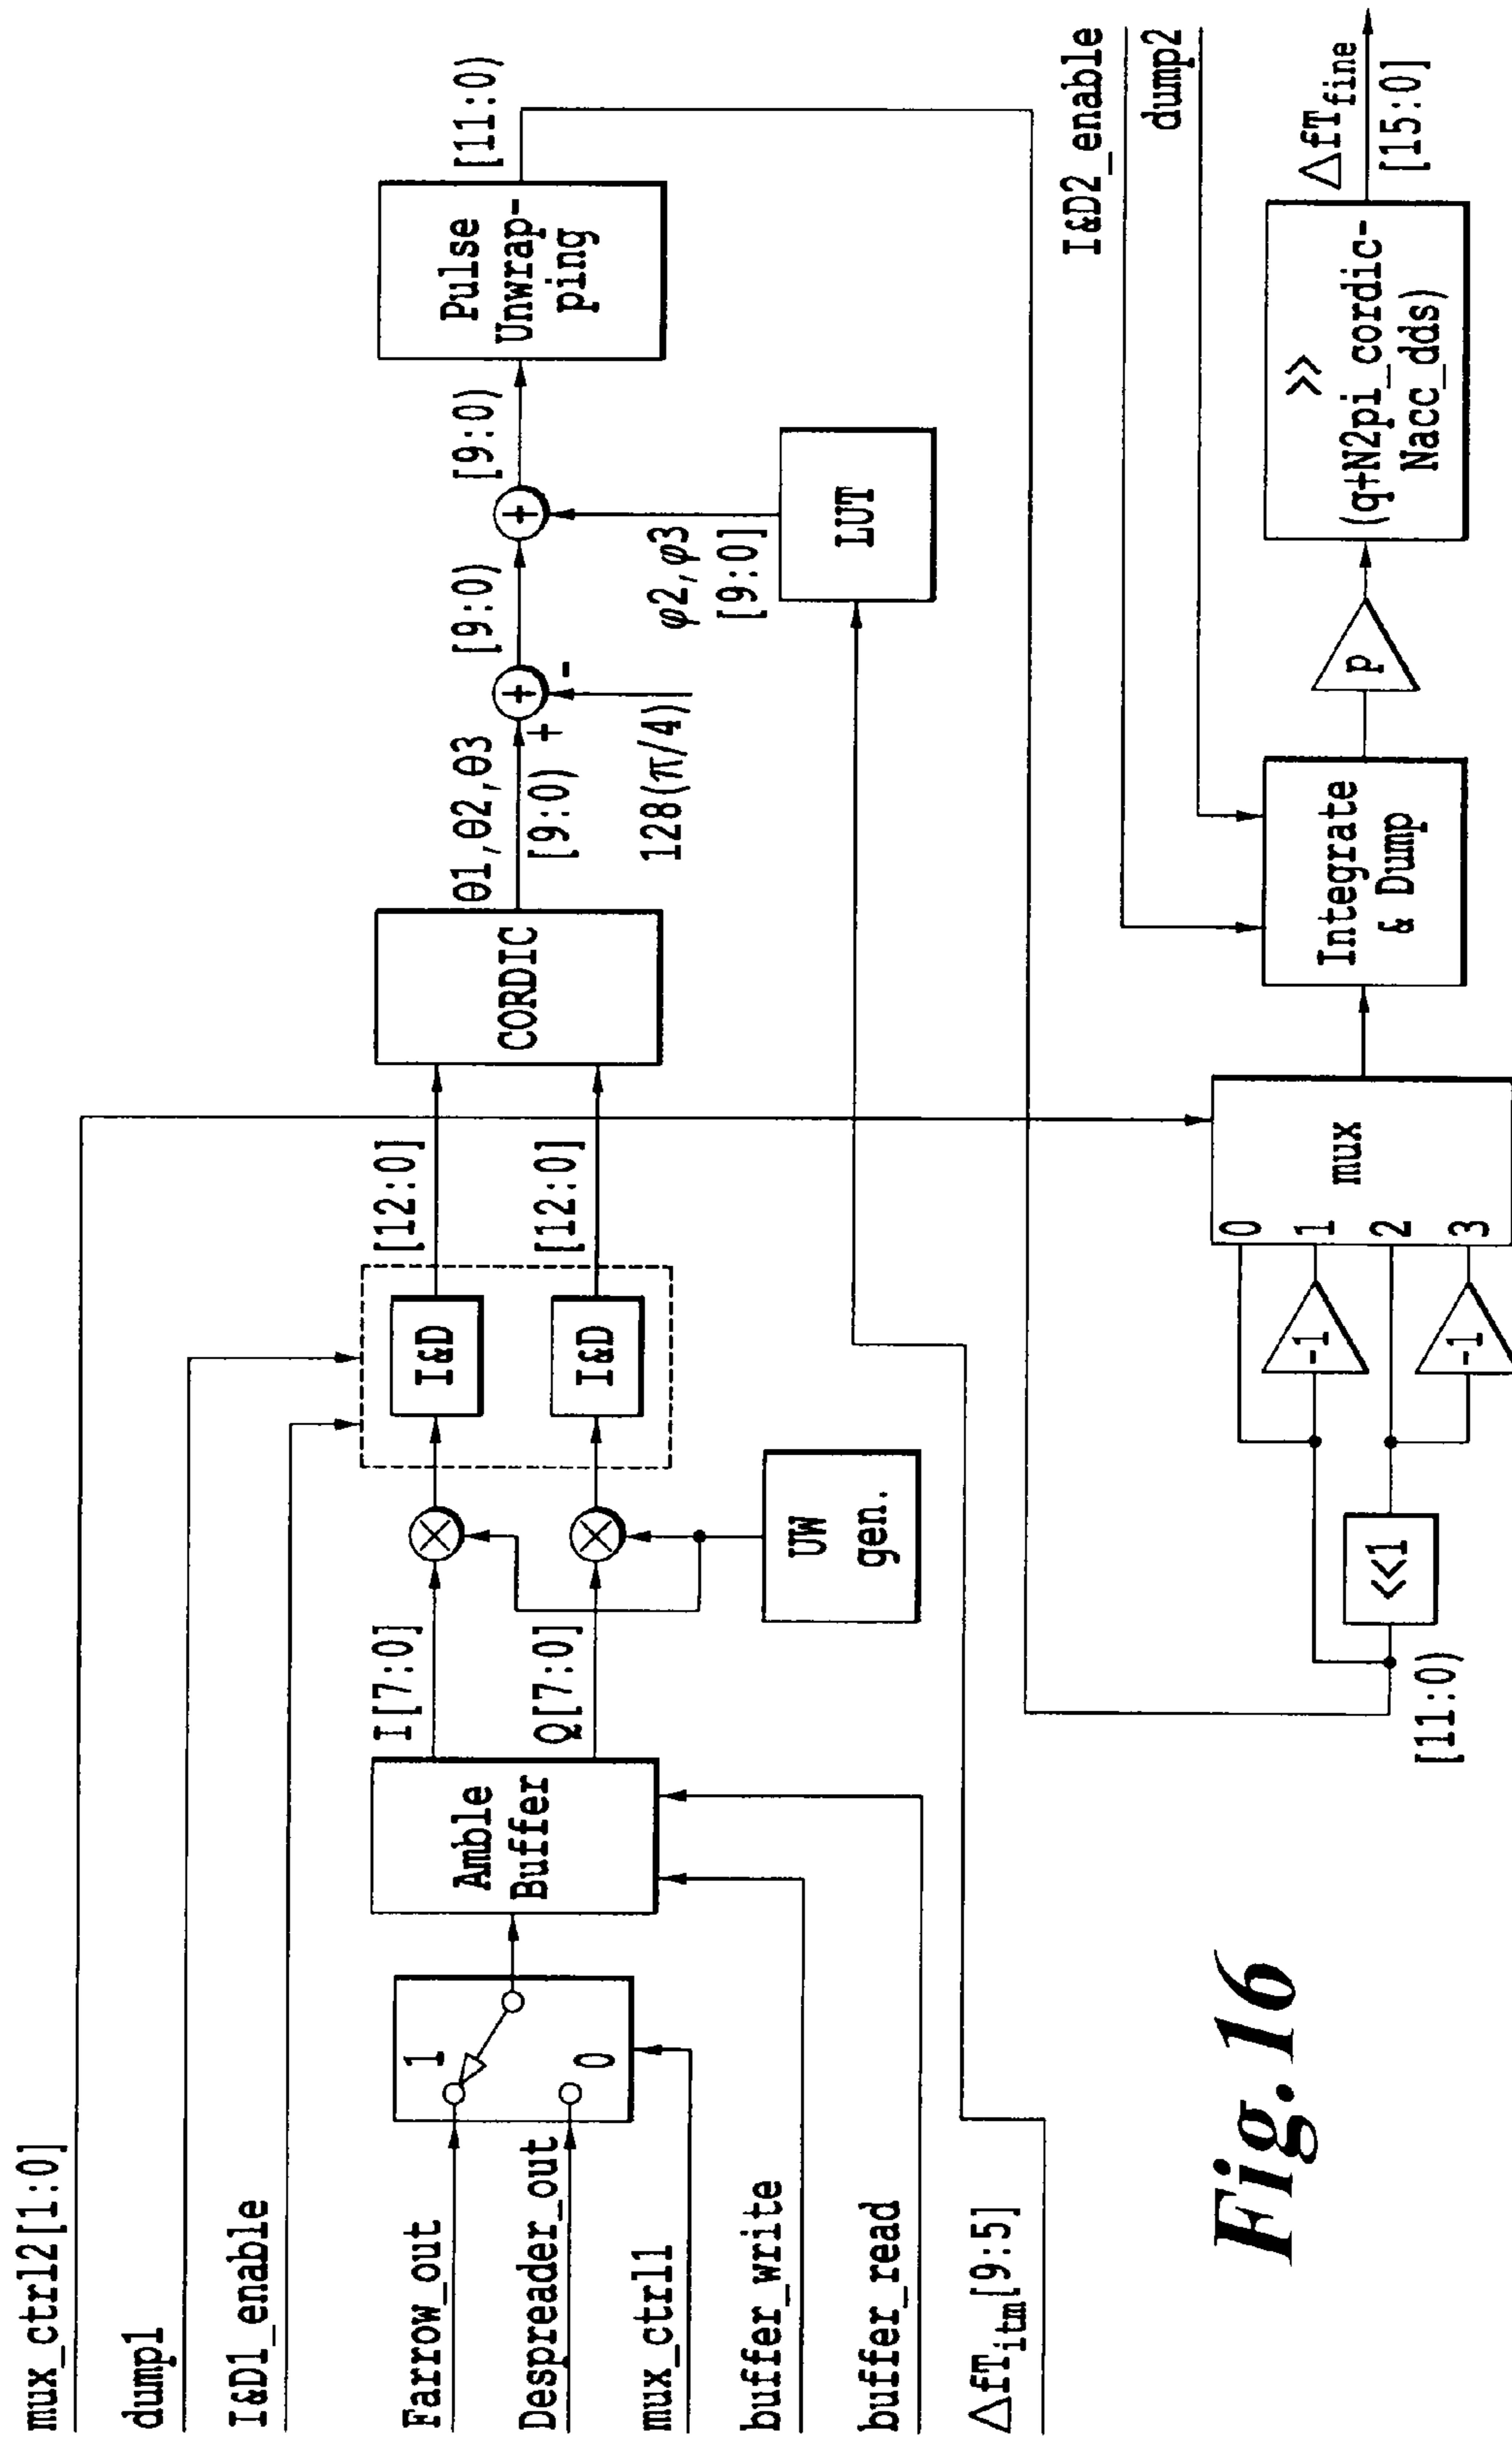 mux_ctrl2[1:0]
dump1
I&D1_enable
Farrow_out
Despreader_out
mux_ctrl1
buffer_write
buffer_read
△fTitm[9:5]
1
0
Amble
Buffer
I[7:0]
Q[7:0]
UW
gen.
I&D
I&D
[12:0]
[12:0]
CORDIC
θ1,θ2,θ3
[9:0)
+
-
128(π/4)
+
[9:0)
+
φ2,φ3
[9:0]
LUT
[9:0)
Pulse
Unwrap-
ping
[11:0)
[11:0)
<<1
-1
-1
0
1
2
3
mux
Integrate
& Dump
I&D2_enable
dump2
p
>>
(q+N2pi_cordic-
Nacc_dds)
△fTfine
[15:0]
Fig. 16